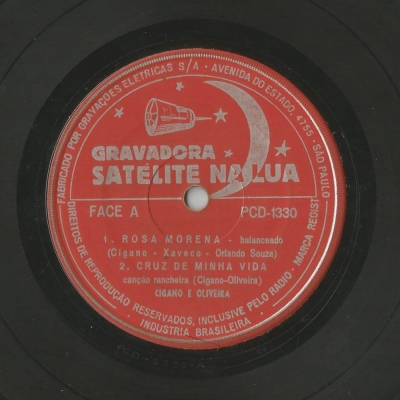 FABRICADO POR GRAVAÇÕES ELETRICAS S/A - AVENIDA DO ESTADO, 4755 - SÃO PAULO
GRAVADORA
SATÉLITE NA LUA
FACE A PCD-1330
1. ROSA MORENA - balanceado
(Cigano - Xaveco - Orlando Souza)
2. CRUZ DE MINHA VIDA
canção rancheira (Cigano-Oliveira)
CIGANO E OLIVEIRA
DIREITOS DE REPRODUÇÃO RESERVADOS, INCLUSIVE PELO RADIO - MARCA REGIST
INDUSTRIA BRASILEIRA